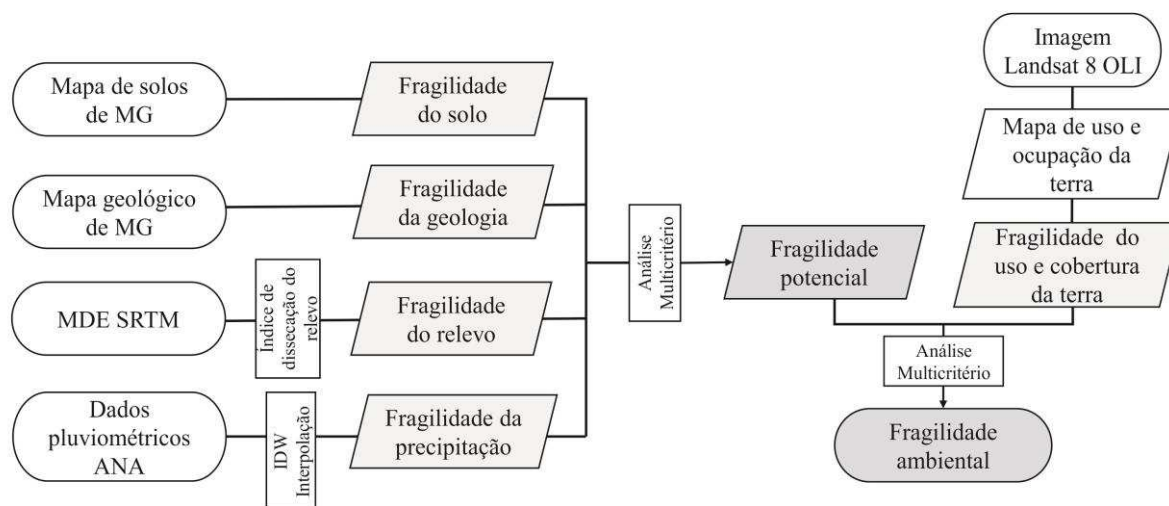 Mapa de solos
de MG
Fragilidade
do solo
Mapa geológico
de MG
Fragilidade
da geologia
MDE SRTM
Índice de
dissecação do
relevo
Fragilidade
do relevo
Dados
pluviométricos
ANA
IDW
Interpolação
Fragilidade da
precipitação
Análise
Multicritério
Fragilidade
potencial
Imagem
Landsat 8 OLI
Mapa de uso e
ocupação da
terra
Fragilidade do
uso e cobertura
da terra
Análise
Multicritério
Fragilidade
ambiental